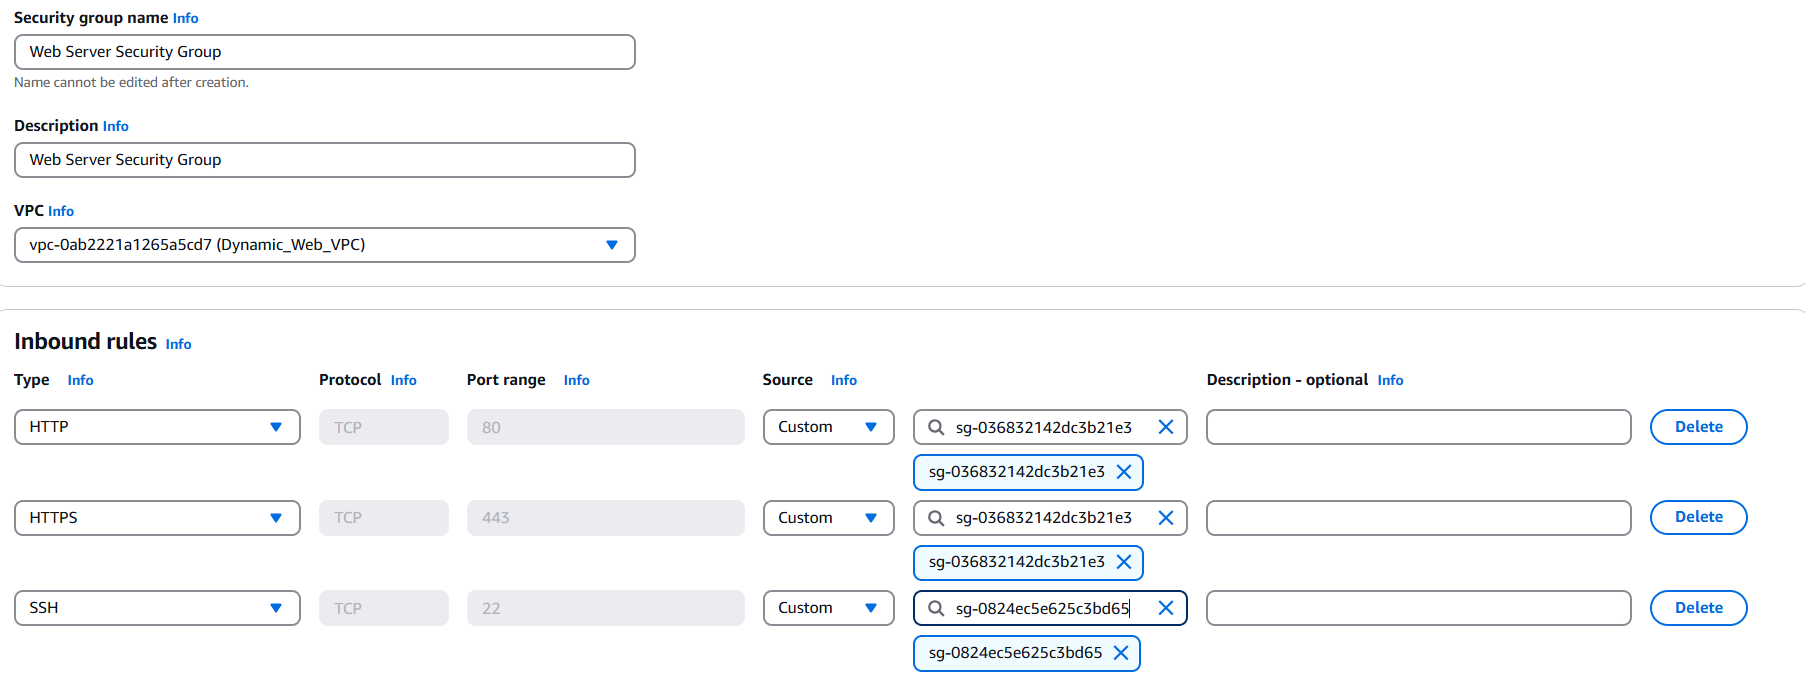 Security group name Info
Web Server Security Group
Name cannot be edited after creation.
Description Info
Web Server Security Group
VPC Info
vpc-0ab2221a1265a5cd7 (Dynamic_Web_VPC)
Inbound rules Info
Type Info Protocol Info Port range Info Source Info Description - optional Info
HTTP TCP 80 Custom sg-036832142dc3b21e3 Delete
sg-036832142dc3b21e3
HTTPS TCP 443 Custom sg-036832142dc3b21e3 Delete
sg-036832142dc3b21e3
SSH TCP 22 Custom sg-0824ec5e625c3bd65 Delete
sg-0824ec5e625c3bd65